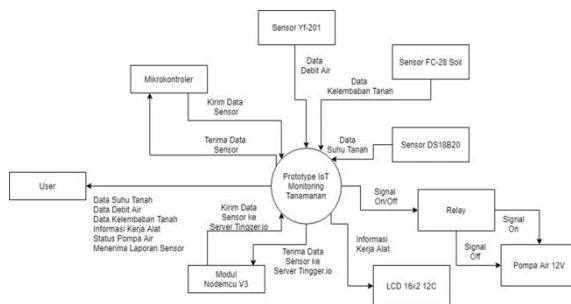 Sensor Yf-201
Data
Debit Air
Sensor FC-28 Soil
Data
Kelembaban Tanah
Mikrokontroler
Kirim Data
Sensor
Terima Data
Sensor
Data
Suhu Tanah
Sensor DS18B20
Prototype IoT
Monitoring
Tanamanan
User
Data Suhu Tanah
Data Debit Air
Data Kelembaban Tanah
Informasi Kerja Alat
Status Pompa Air
Menerima Laporan Sensor
Kirim Data
Sensor ke
Server Tingger.io
Terima Data
Sensor ke
Server Tingger.io
Modul
Nodemcu V3
Signal
On/Off
Relay
Signal
On
Signal
Off
Pompa Air 12V
Informasi
Kerja Alat
LCD 16x2 12C